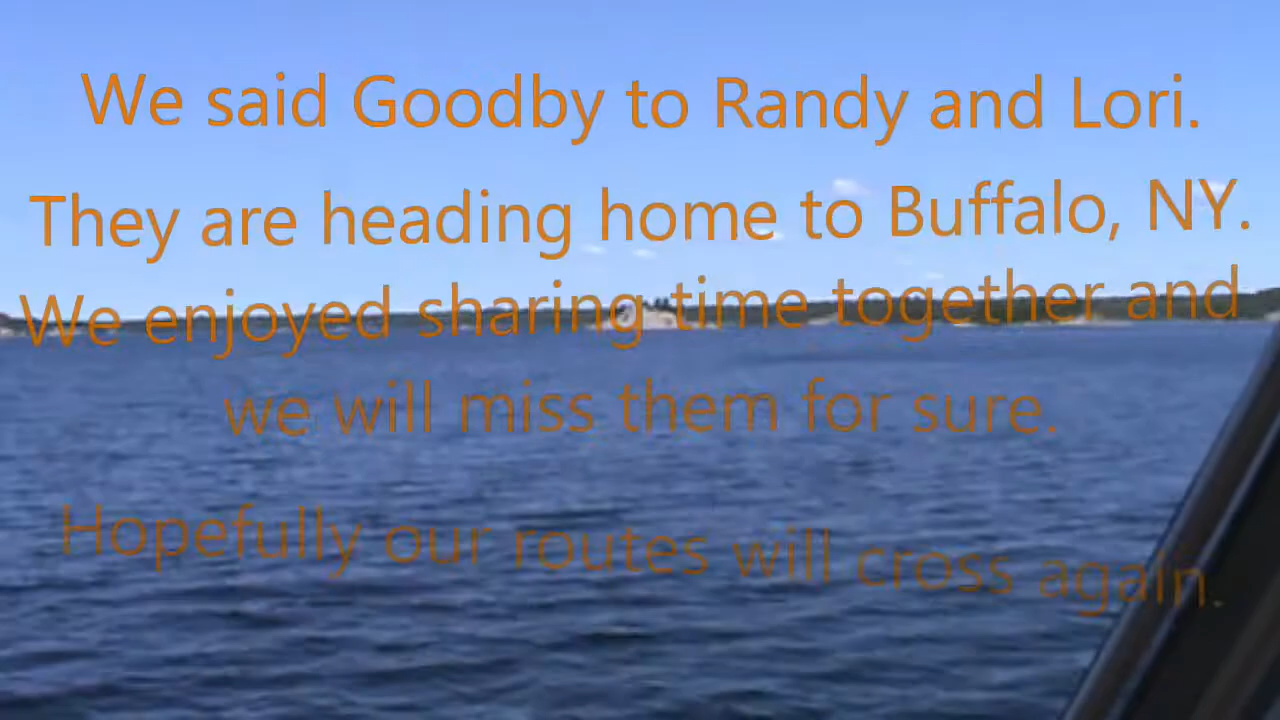 We said Goodby to Randy and Lori.
They are heading home to Buffalo, NY.
We enjoyed sharing time together and
we will miss them for sure.
Hopefully our routes will cross again.